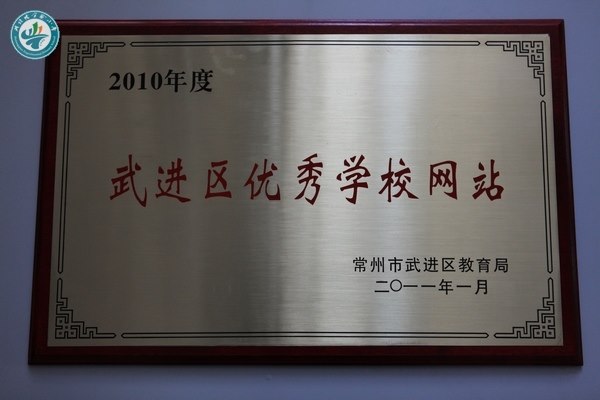 2010年度
武进区优秀学校网站
常州市武进区教育局
二〇一一年一月